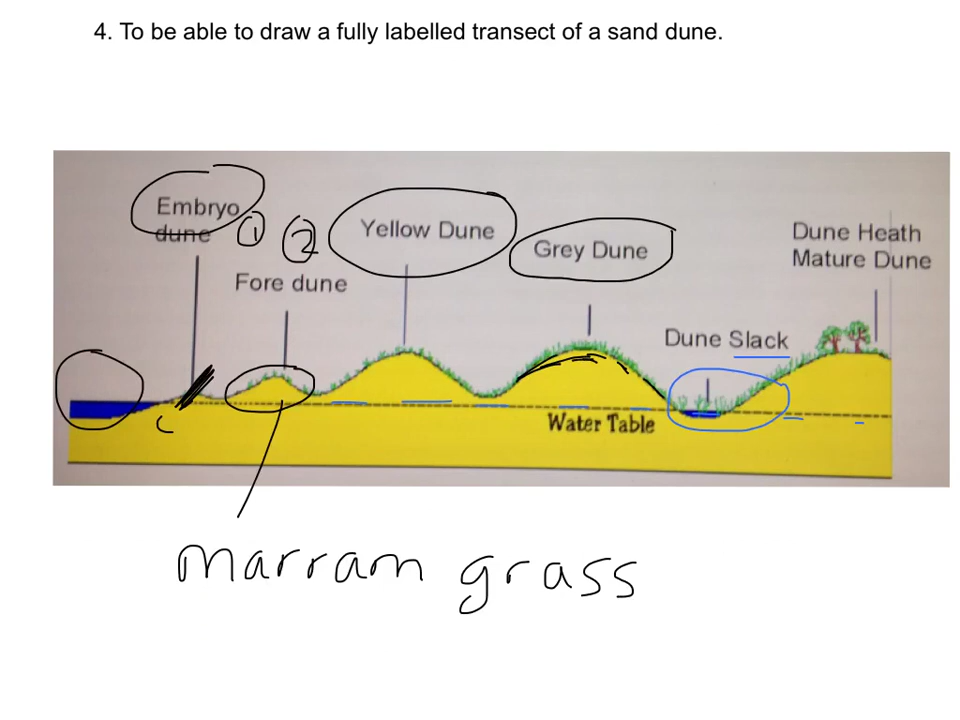 4. To be able to draw a fully labelled transect of a sand dune.
Embryo
dune
1
2
Yellow Dune
Grey Dune
Dune Heath
Mature Dune
Fore dune
Dune Slack
Water Table
marram grass